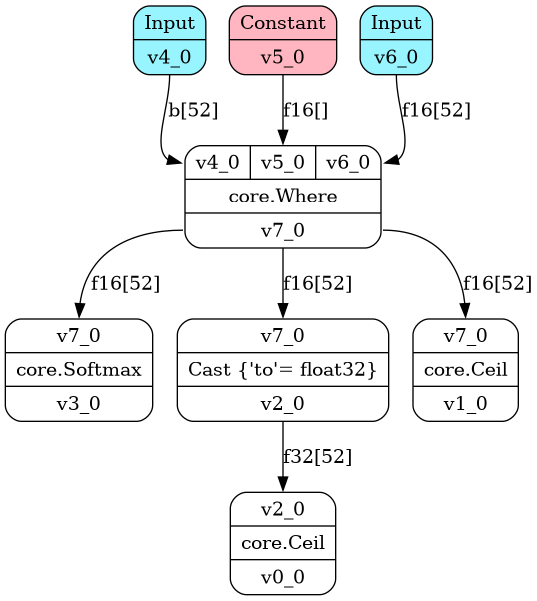 Input
v4_0
Constant
v5_0
Input
v6_0
b[52]
f16[]
f16[52]
v4_0 v5_0 v6_0
core.Where
v7_0
f16[52]
f16[52]
f16[52]
v7_0
core.Softmax
v3_0
v7_0
Cast {'to'= float32}
v2_0
v7_0
core.Ceil
v1_0
f32[52]
v2_0
core.Ceil
v0_0